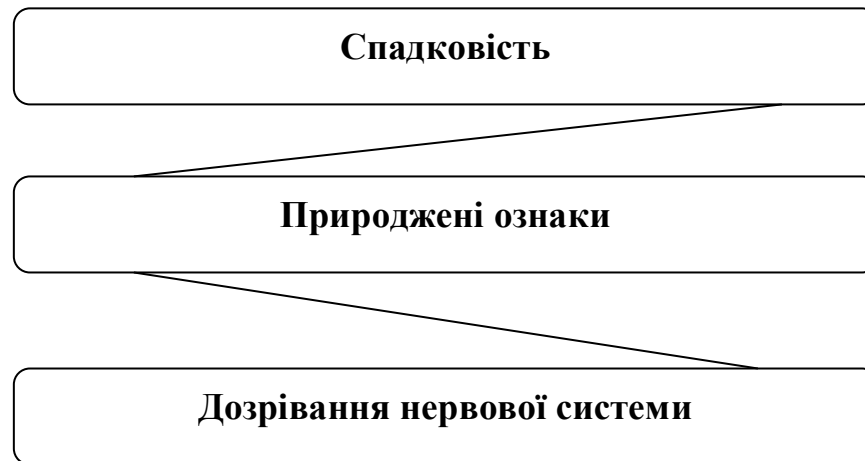 Спадковість
Природжені ознаки
Дозрівання нервової системи